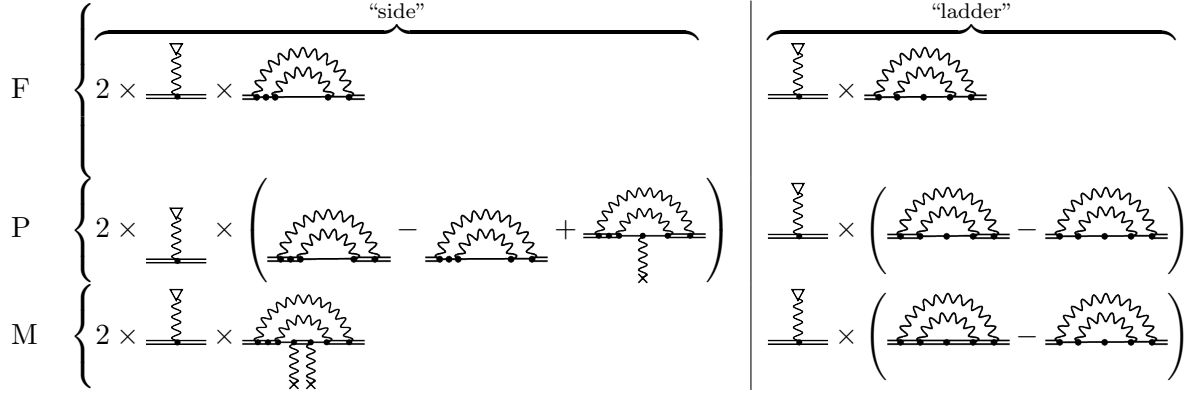 “side” “ladder”
F 2 × × ×
P 2 × × ( − + ) × ( − )
M 2 × × × ( − )